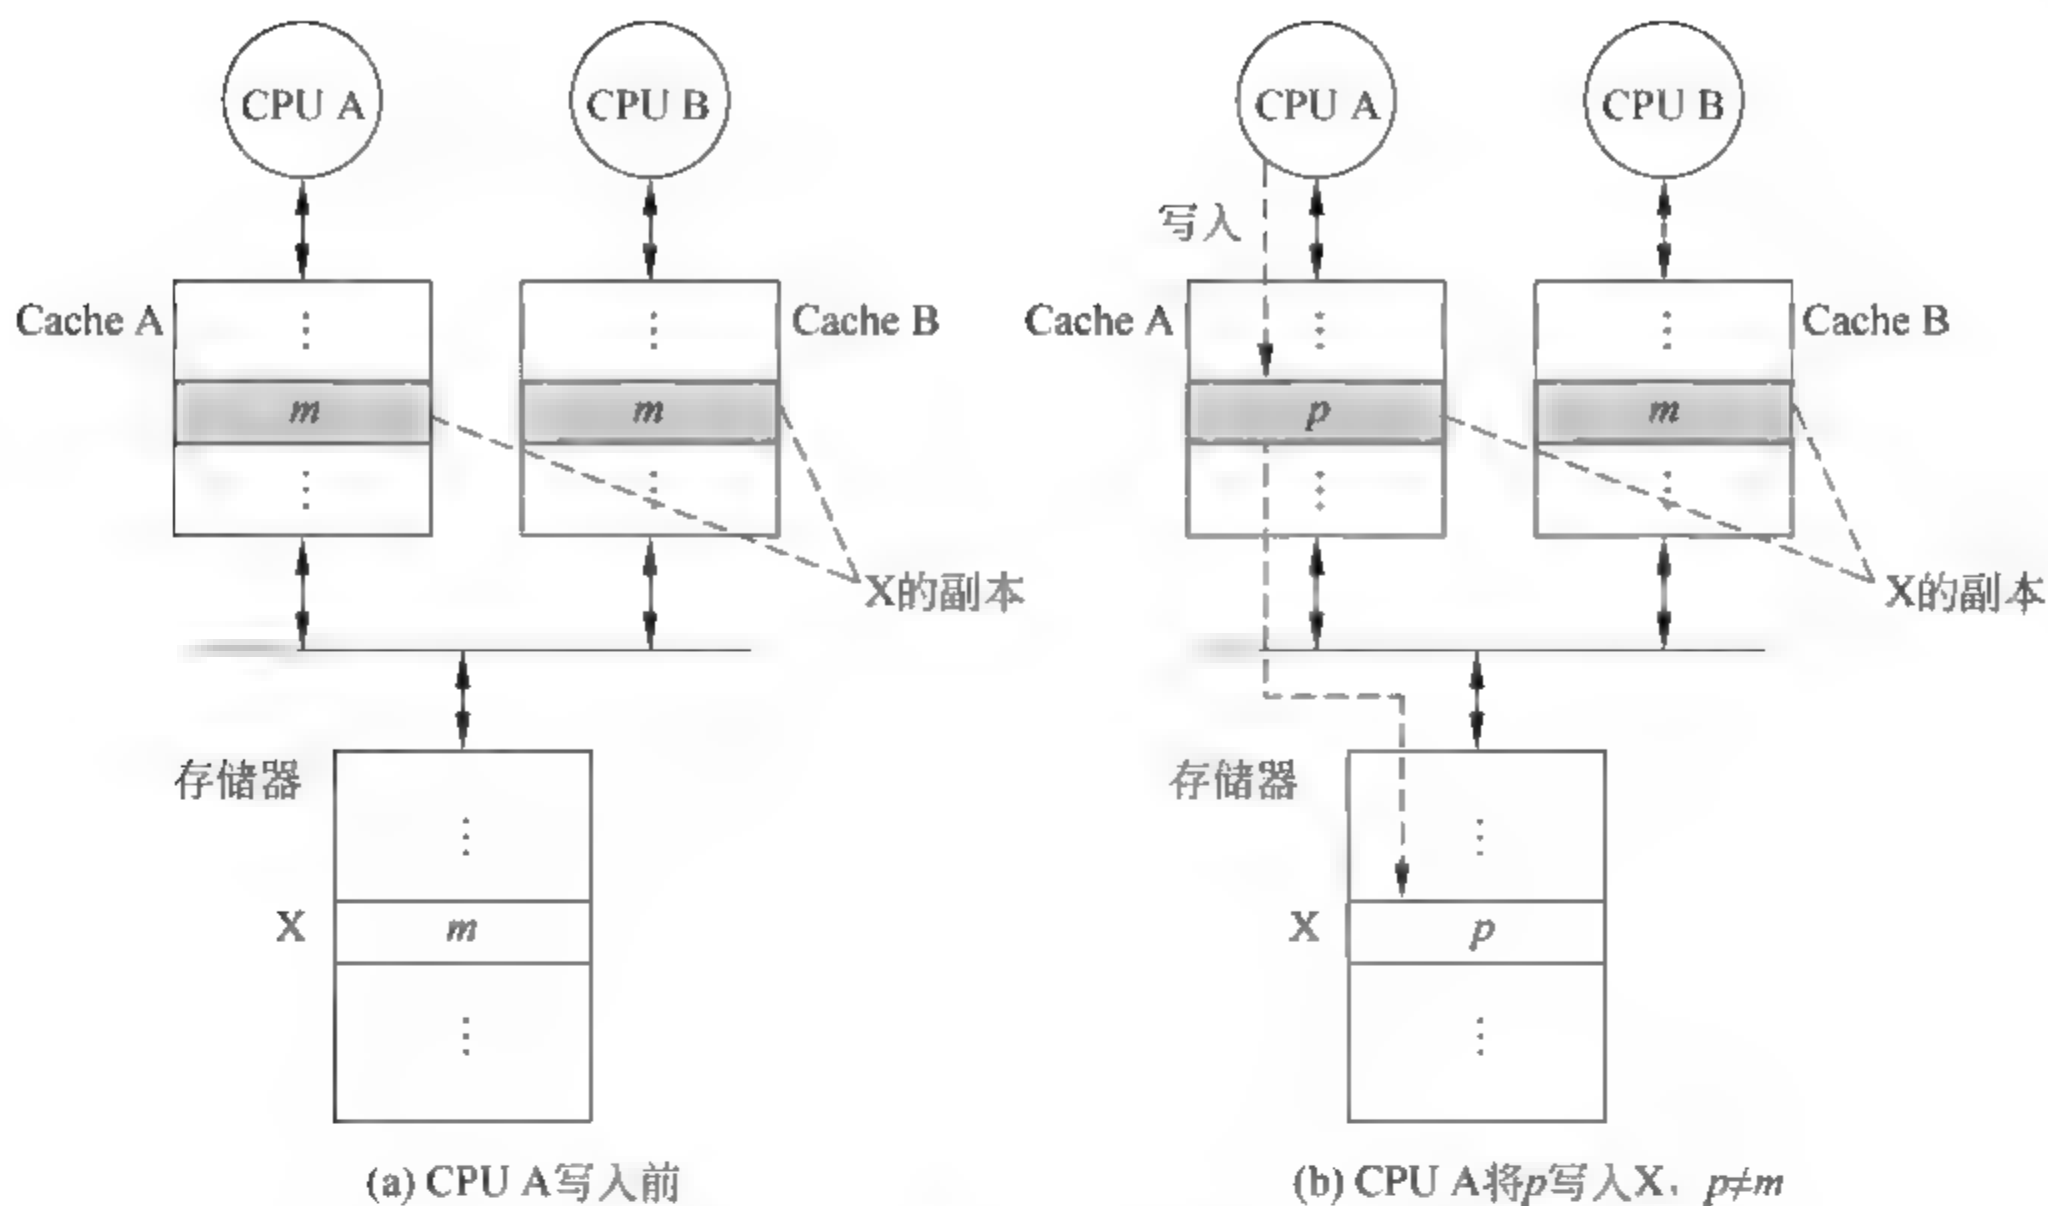 CPU A
CPU B
Cache A
Cache B
m
m
X的副本
存储器
X
m
(a) CPU A写入前
CPU A
CPU B
写入
Cache A
Cache B
p
m
X的副本
存储器
X
p
(b) CPU A将p写入X，p≠m